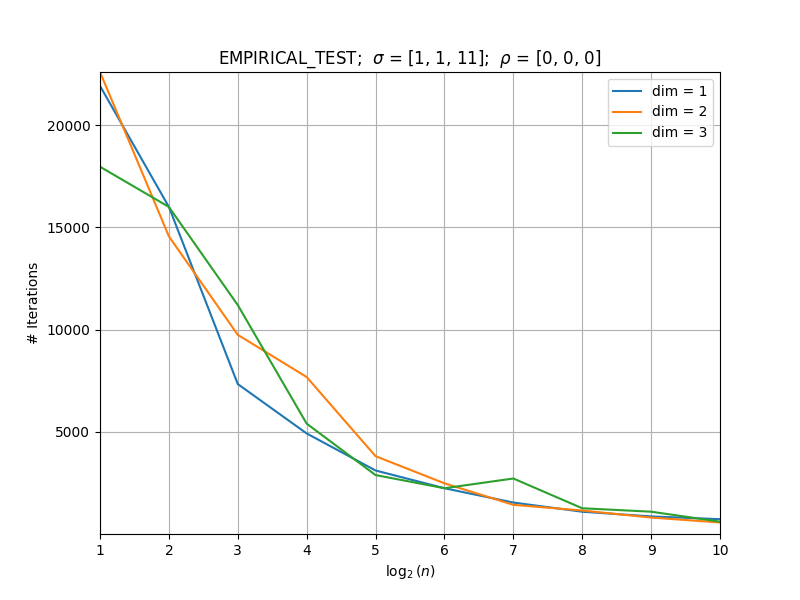 EMPIRICAL_TEST; σ = [1, 1, 11]; ρ = [0, 0, 0]
dim = 1
dim = 2
dim = 3
20000
15000
10000
5000
# Iterations
1 2 3 4 5 6 7 8 9 10
log₂(n)